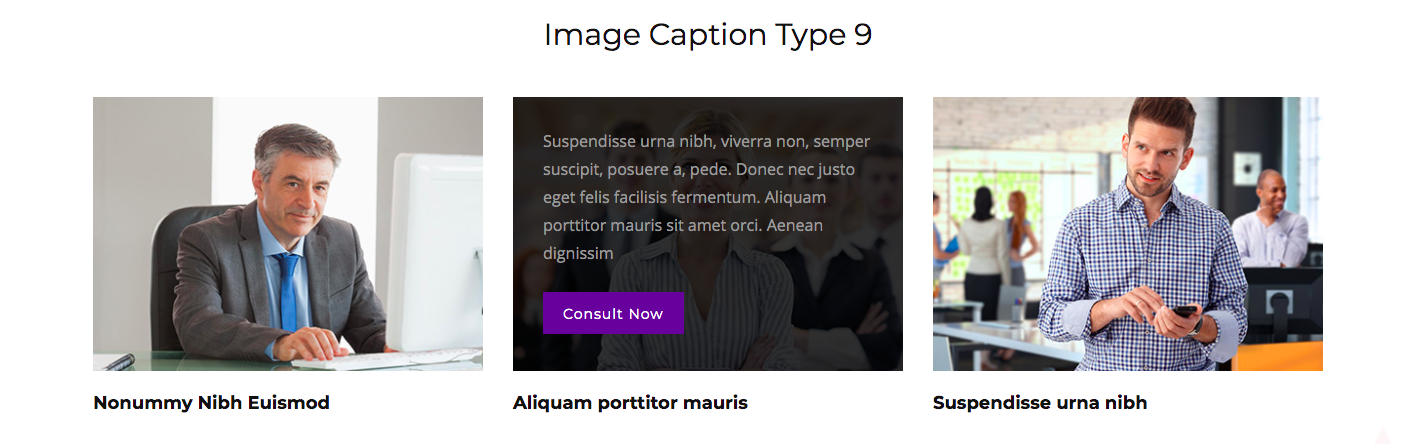 Image Caption Type 9
Suspendisse urna nibh, viverra non, semper
suscipit, posuere a, pede. Donec nec justo
eget felis facilisis fermentum. Aliquam
porttitor mauris sit amet orci. Aenean
dignissim
Consult Now
Nonummy Nibh Euismod
Aliquam porttitor mauris
Suspendisse urna nibh